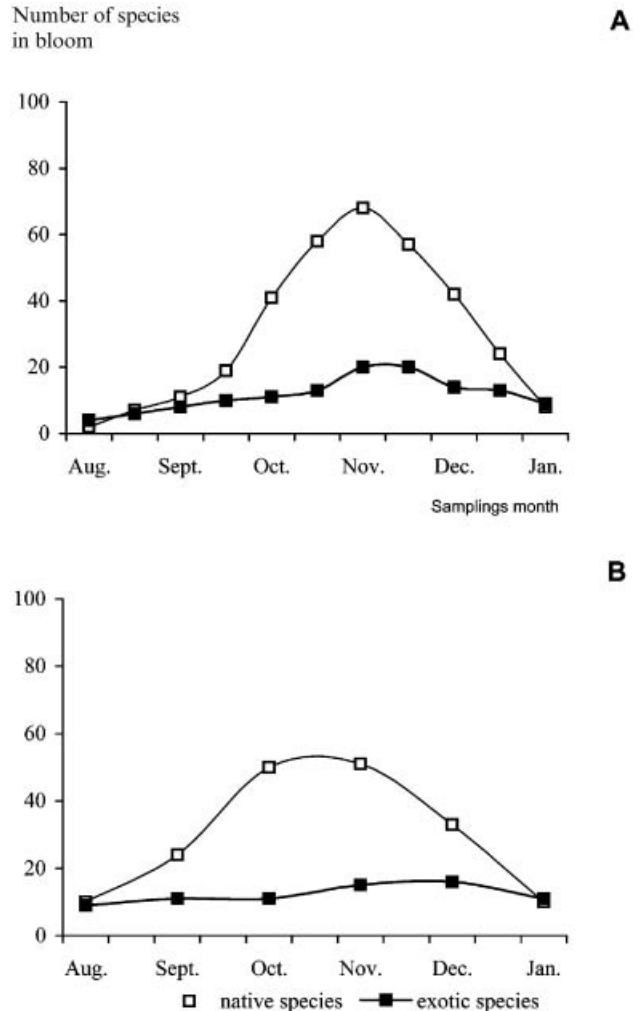 Number of species
in bloom
A
100
80
60
40
20
0
Aug. Sept. Oct. Nov. Dec. Jan.
Samplings month
B
100
80
60
40
20
0
Aug. Sept. Oct. Nov. Dec. Jan.
native species exotic species